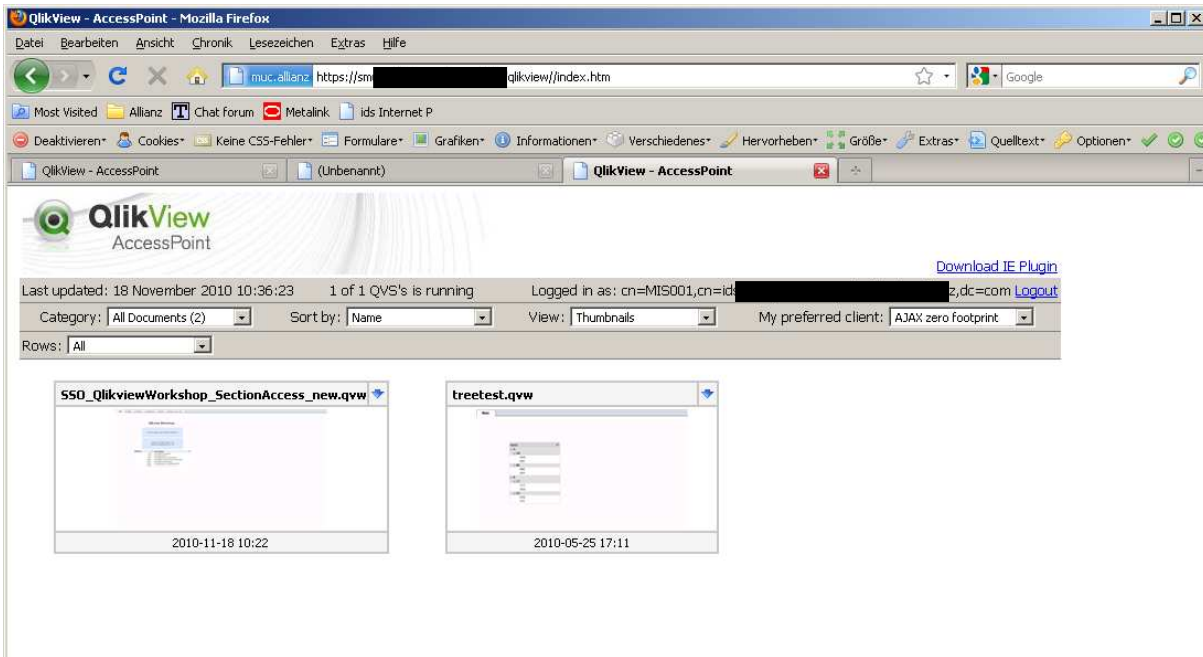 QlikView - AccessPoint - Mozilla Firefox
Datei Bearbeiten Ansicht Chronik Lesezeichen Extras Hilfe
muc.allianz https://sm qlikview//index.htm Google
Most Visited Allianz Chat forum Metalink ids Internet P
Deaktivieren Cookies Keine CSS-Fehler Formulare Grafiken Informationen Verschiedenes Hervorheben Größe Extras Quelltext Optionen
QlikView - AccessPoint (Unbenannt) QlikView - AccessPoint
QlikView
AccessPoint
Download IE Plugin
Last updated: 18 November 2010 10:36:23 1 of 1 QVS's is running Logged in as: cn=MIS001,cn=ids z,dc=com Logout
Category: All Documents (2) Sort by: Name View: Thumbnails My preferred client: AJAX zero footprint
Rows: All
SSO_QlikviewWorkshop_SectionAccess_new.qvw treetest.qvw
2010-11-18 10:22 2010-05-25 17:11